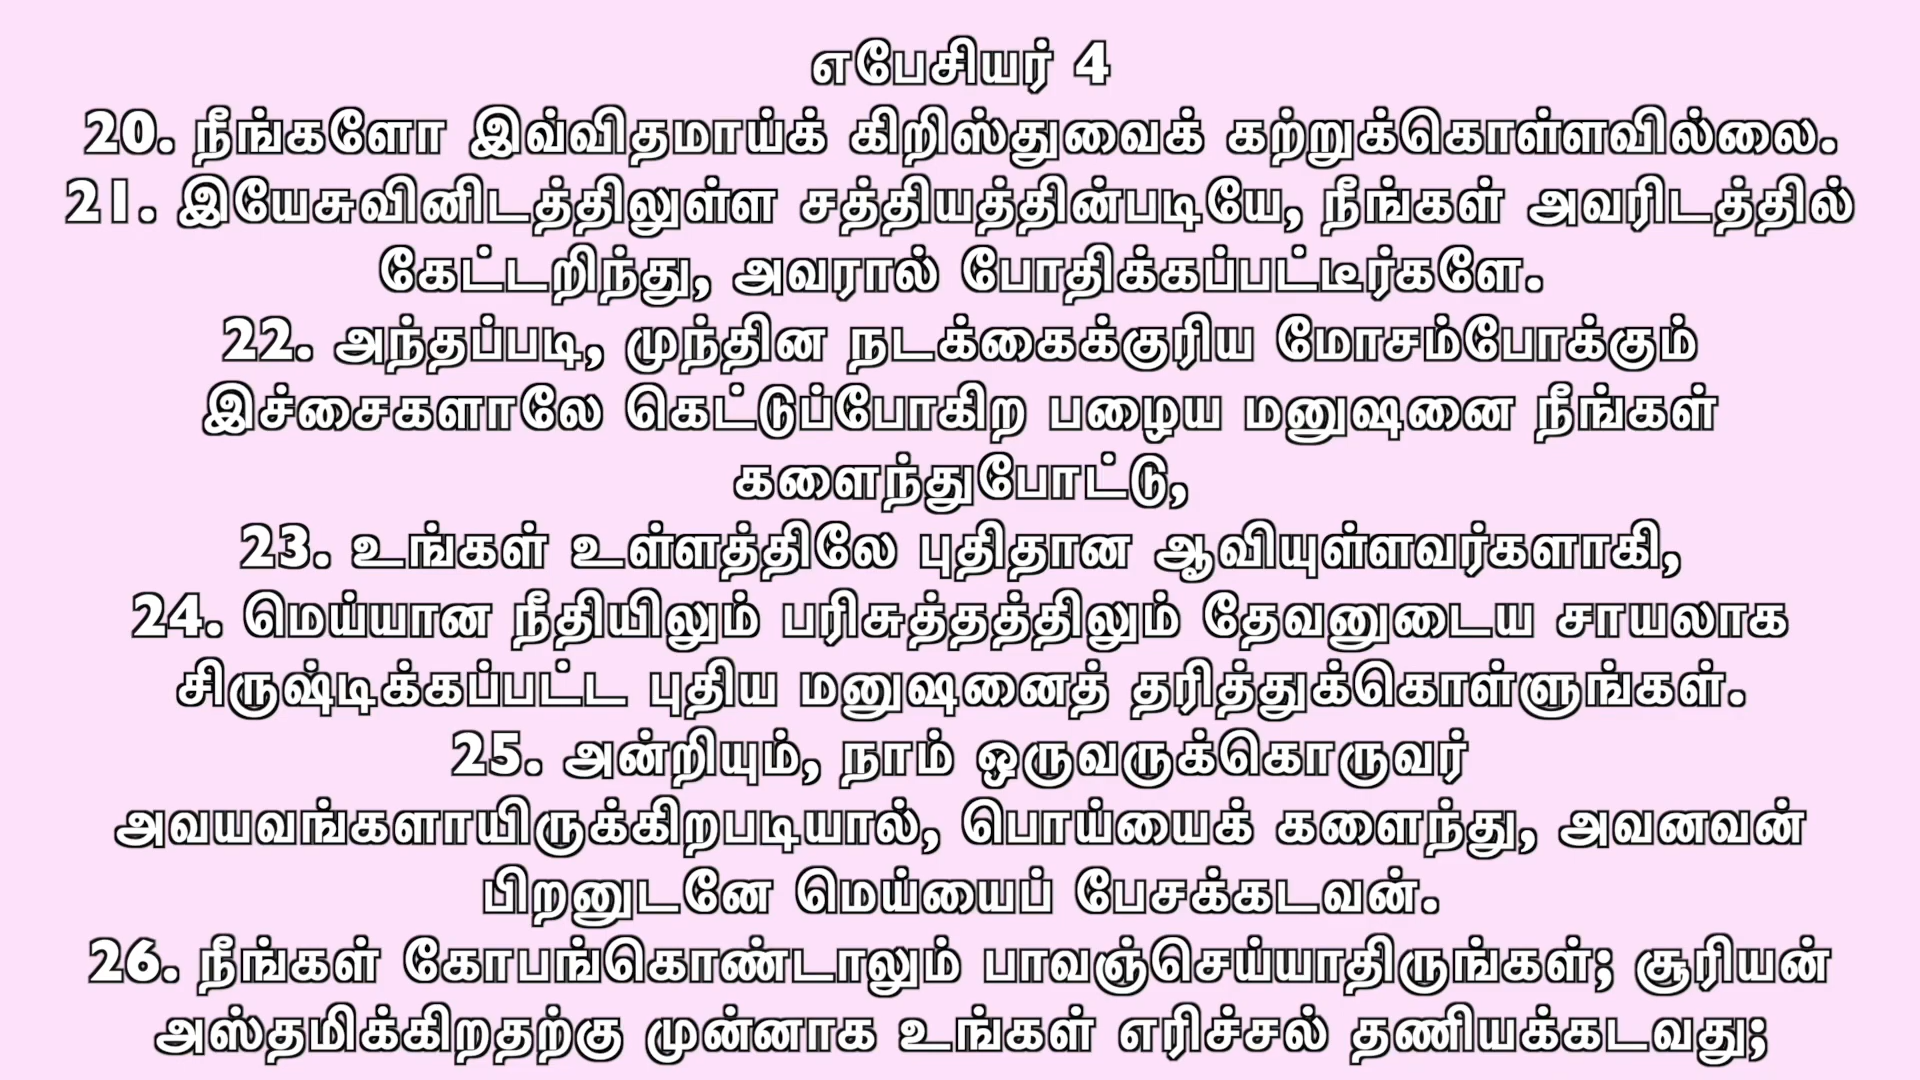 எபேசியர் 4
20. நீங்களோ இவ்விதமாய்க் கிறிஸ்துவைக் கற்றுக்கொள்ளவில்லை.
21. இயேசுவினிடத்திலுள்ள சத்தியத்தின்படியே, நீங்கள் அவரிடத்தில்
கேட்டறிந்து, அவரால் போதிக்கப்பட்டீர்களே.
22. அந்தப்படி, முந்தின நடக்கைக்குரிய மோசம்போக்கும்
இச்சைகளாலே கெட்டுப்போகிற பழைய மனுஷனை நீங்கள்
களைந்துபோட்டு,
23. உங்கள் உள்ளத்திலே புதிதான ஆவியுள்ளவர்களாகி,
24. மெய்யான நீதியிலும் பரிசுத்தத்திலும் தேவனுடைய சாயலாக
சிருஷ்டிக்கப்பட்ட புதிய மனுஷனைத் தரித்துக்கொள்ளுங்கள்.
25. அன்றியும், நாம் ஒருவருக்கொருவர்
அவயவங்களாயிருக்கிறபடியால், பொய்யைக் களைந்து, அவனவன்
பிறனுடனே மெய்யைப் பேசக்கடவன்.
26. நீங்கள் கோபங்கொண்டாலும் பாவஞ்செய்யாதிருங்கள்; சூரியன்
அஸ்தமிக்கிறதற்கு முன்னாக உங்கள் எரிச்சல் தணியக்கடவது;